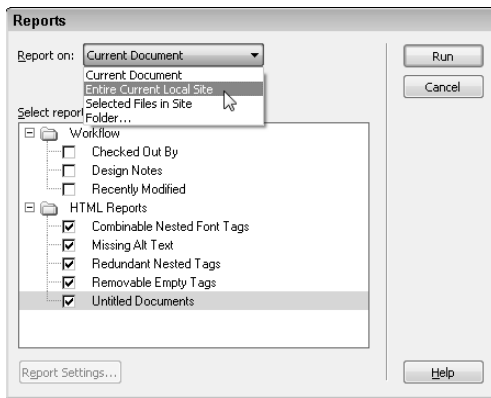 Reports
Report on: Current Document
Run
Current Document
Entire Current Local Site
Cancel
Selected Files in Site
Folder...
Select repor
Workflow
Checked Out By
Design Notes
Recently Modified
HTML Reports
Combinable Nested Font Tags
Missing Alt Text
Redundant Nested Tags
Removable Empty Tags
Untitled Documents
Report Settings...
Help